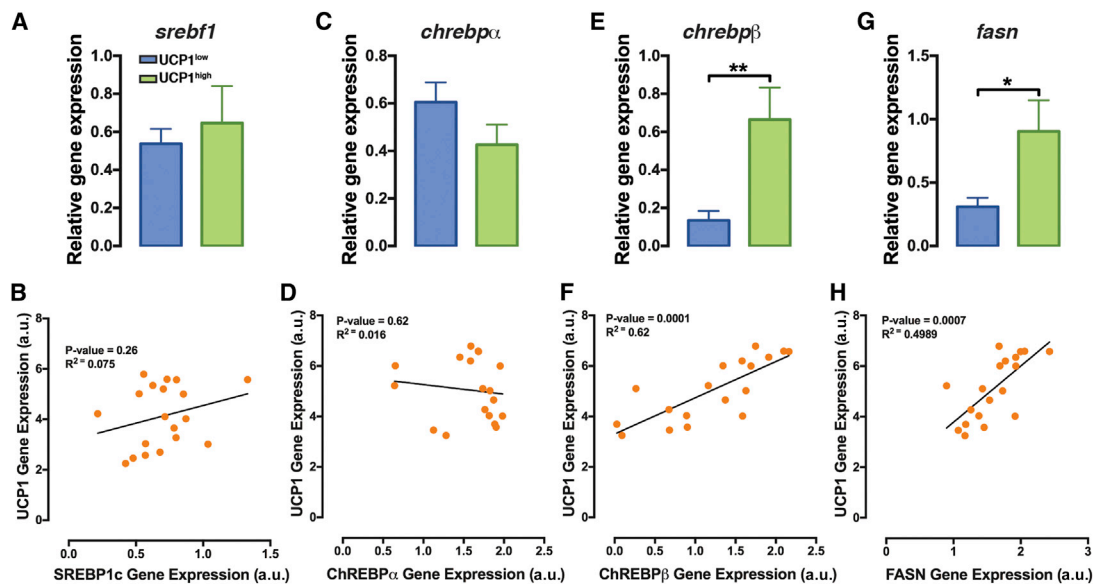 A
srebf1
Relative gene expression
1.0
0.8
0.6
0.4
0.2
0.0
UCP1low
UCP1high
C
chrebpα
Relative gene expression
0.8
0.6
0.4
0.2
0.0
E
chrebpβ
Relative gene expression
1.0
0.8
0.6
0.4
0.2
0.0
**
G
fasn
Relative gene expression
1.5
1.0
0.5
0.0
*
B
UCP1 Gene Expression (a.u.)
8
6
4
2
0
P-value = 0.26
R2 = 0.075
0.0 0.5 1.0 1.5
SREBP1c Gene Expression (a.u.)
D
UCP1 Gene Expression (a.u.)
8
6
4
2
0
P-value = 0.62
R2 = 0.016
0.0 0.5 1.0 1.5 2.0 2.5
ChREBPα Gene Expression (a.u.)
F
UCP1 Gene Expression (a.u.)
8
6
4
2
0
P-value = 0.0001
R2 = 0.62
0.0 0.5 1.0 1.5 2.0 2.5
ChREBPβ Gene Expression (a.u.)
H
UCP1 Gene Expression (a.u.)
8
6
4
2
0
P-value = 0.0007
R2 = 0.4989
0 1 2 3
FASN Gene Expression (a.u.)